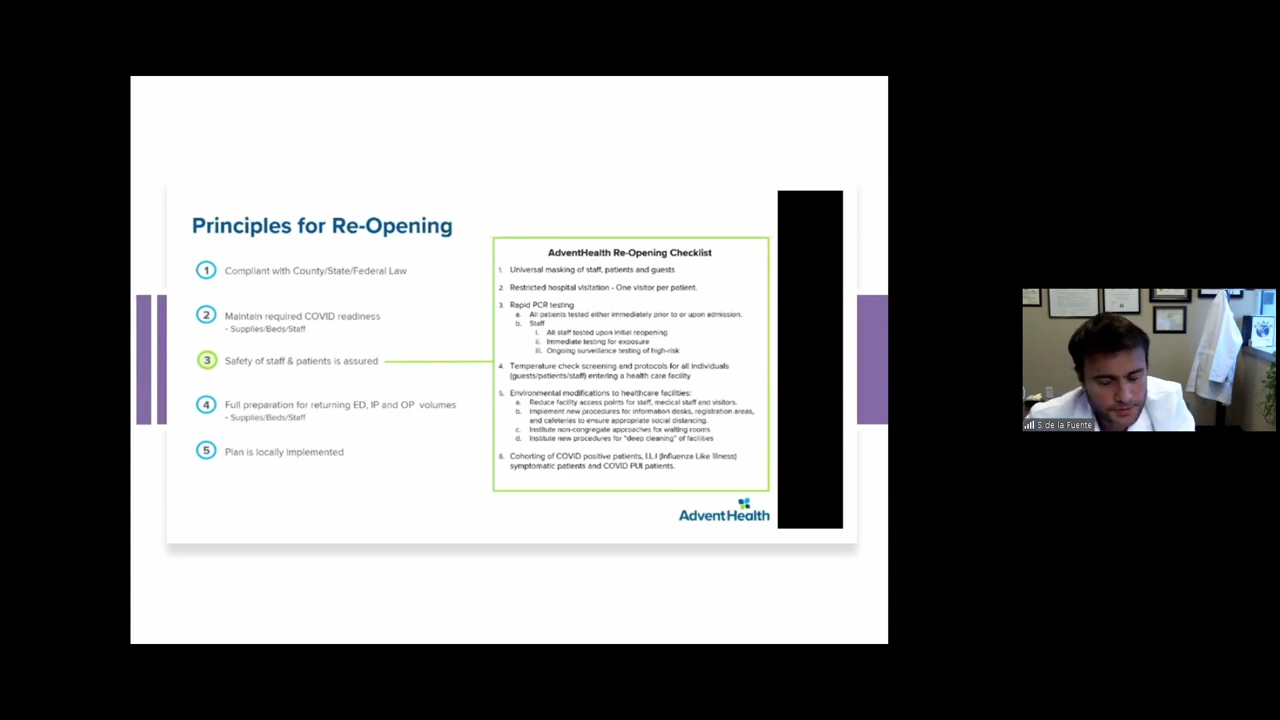 Principles for Re-Opening
1 Compliant with County/State/Federal Law
2 Maintain required COVID readiness
- Supplies/Beds/Staff
3 Safety of staff & patients is assured
4 Full preparation for returning ED, IP and OP volumes
- Supplies/Beds/Staff
5 Plan is locally implemented
AdventHealth Re-Opening Checklist
1. Universal masking of staff, patients and guests
2. Restricted hospital visitation - One visitor per patient.
3. Rapid PCR testing
a. All patients tested either immediately prior to or upon admission.
b. Staff
i. All staff tested upon initial reopening
ii. Immediate testing for exposure
iii. Ongoing surveillance testing of high-risk
4. Temperature check screening and protocols for all individuals
(guests/patients/staff) entering a health care facility
5. Environmental modifications to healthcare facilities:
a. Reduce facility access points for staff, medical staff and visitors.
b. Implement new procedures for information desks, registration areas,
and cafeterias to ensure appropriate social distancing.
c. Institute non-congregate approaches for waiting rooms
d. Institute new procedures for "deep cleaning" of facilities
6. Cohorting of COVID positive patients, I.L.I (Influenza Like Illness)
symptomatic patients and COVID PUI patients.
AdventHealth
S de la Fuente